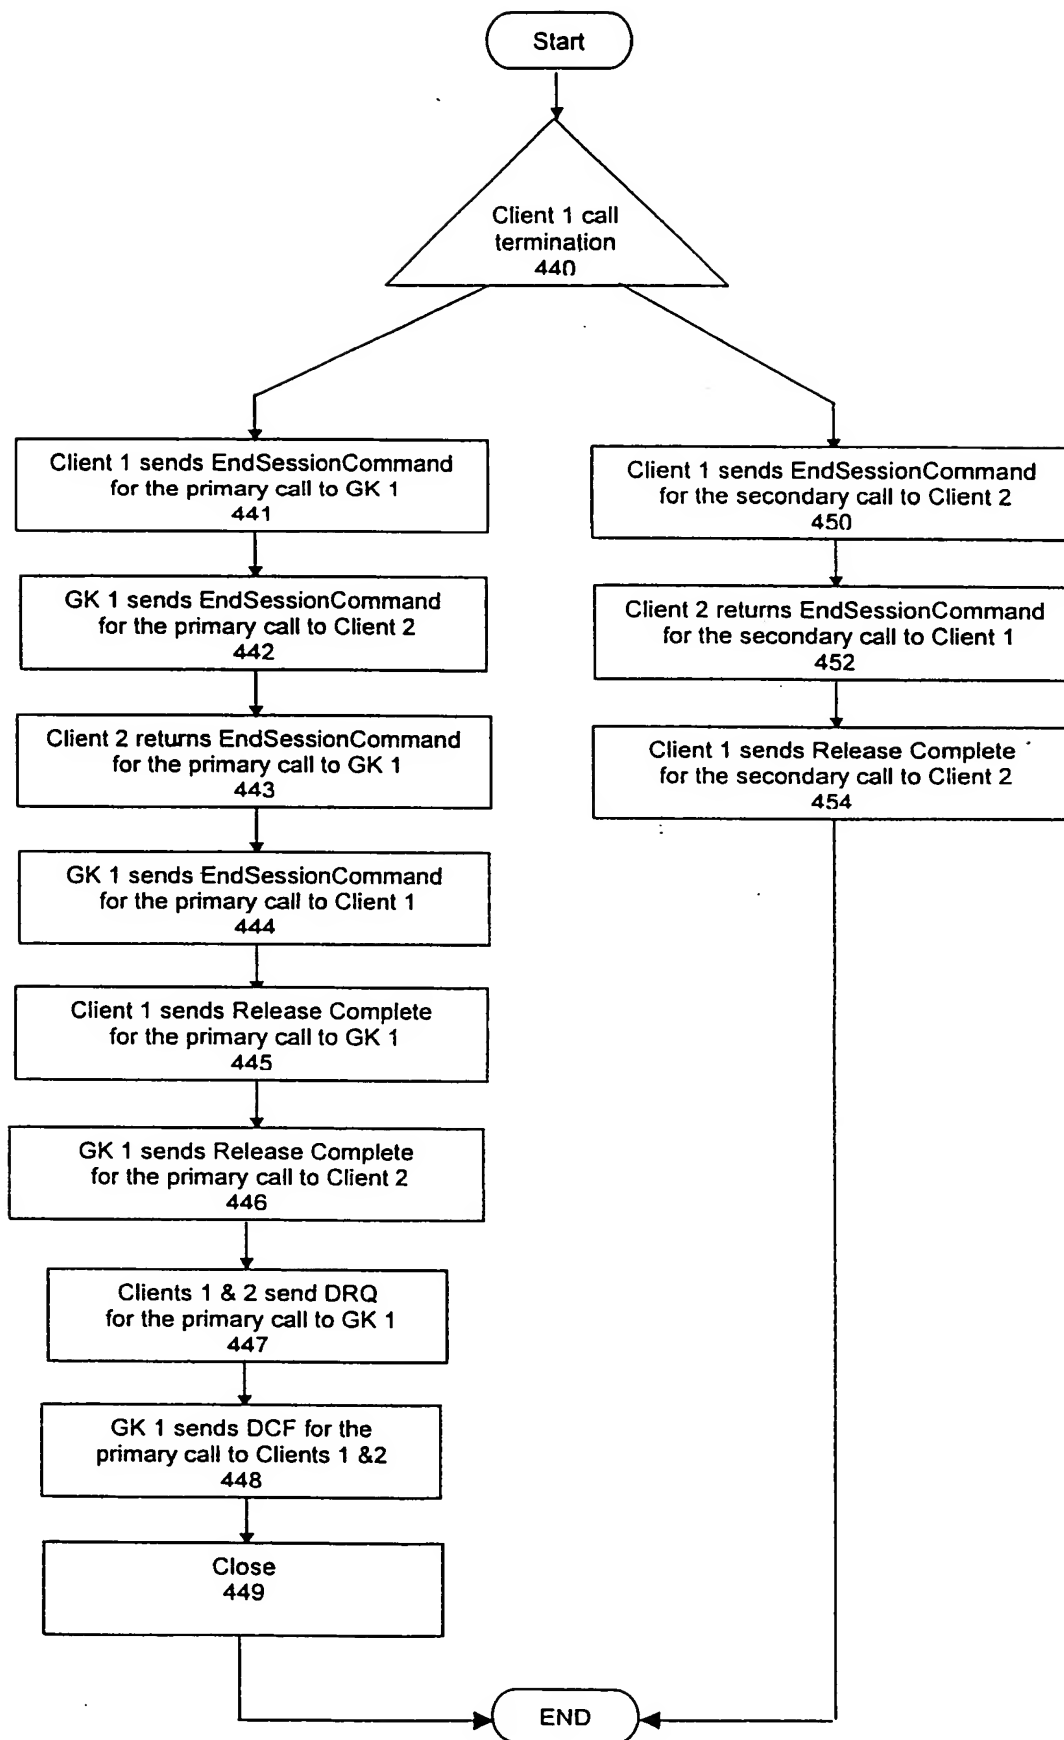 Start
Client 1 call
termination
440
Client 1 sends EndSessionCommand
for the primary call to GK 1
441
GK 1 sends EndSessionCommand
for the primary call to Client 2
442
Client 2 returns EndSessionCommand
for the primary call to GK 1
443
GK 1 sends EndSessionCommand
for the primary call to Client 1
444
Client 1 sends Release Complete
for the primary call to GK 1
445
GK 1 sends Release Complete
for the primary call to Client 2
446
Clients 1 & 2 send DRQ
for the primary call to GK 1
447
GK 1 sends DCF for the
primary call to Clients 1 &2
448
Close
449
Client 1 sends EndSessionCommand
for the secondary call to Client 2
450
Client 2 returns EndSessionCommand
for the secondary call to Client 1
452
Client 1 sends Release Complete
for the secondary call to Client 2
454
END